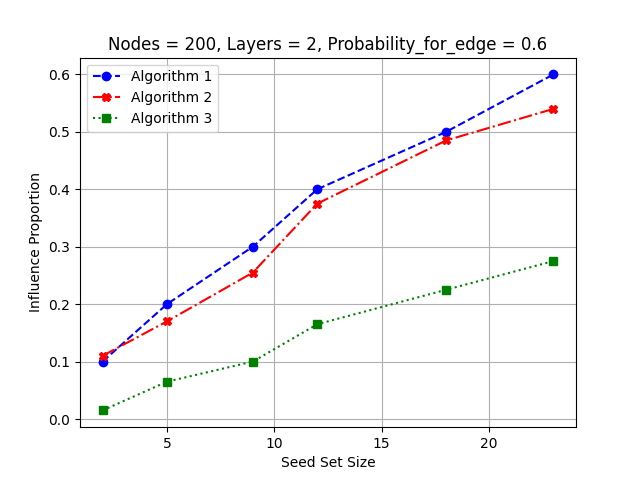 Nodes = 200, Layers = 2, Probability_for_edge = 0.6
Algorithm 1
Algorithm 2
Algorithm 3
Influence Proportion
0.6
0.5
0.4
0.3
0.2
0.1
0.0
5 10 15 20
Seed Set Size